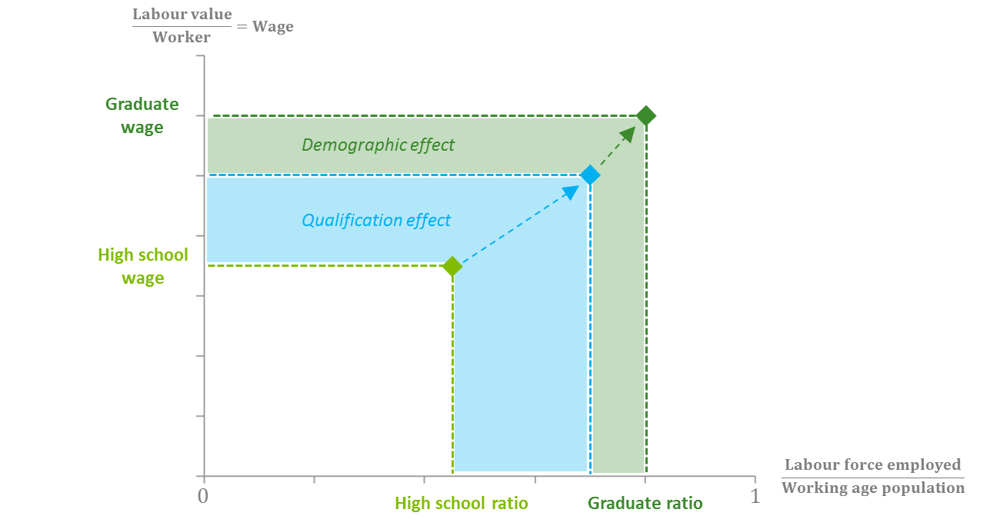 Labour value
Worker
= Wage
Graduate
wage
Demographic effect
Qualification effect
High school
wage
Labour force employed
Working age population
0
High school ratio
Graduate ratio
1